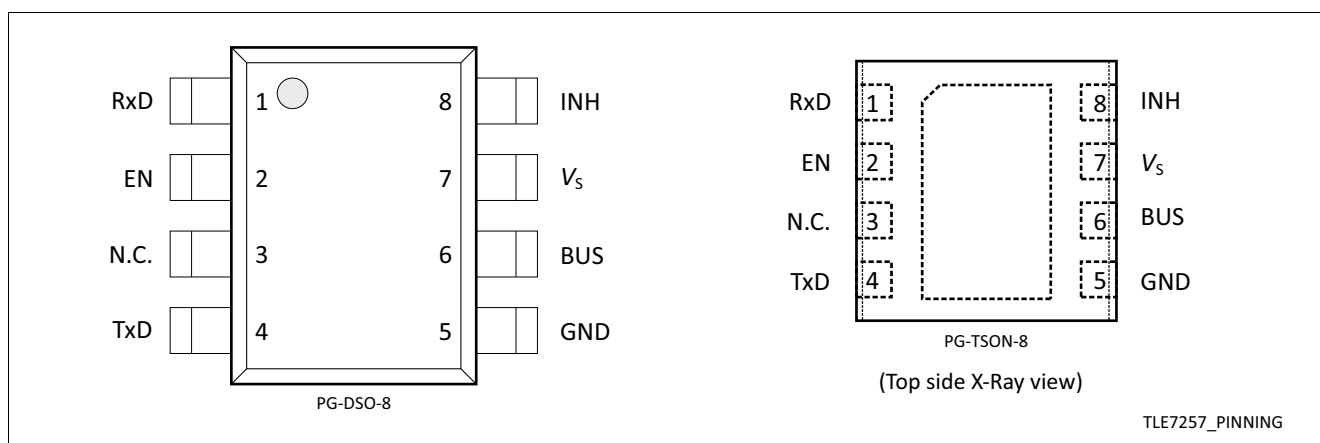 RxD 1 8 INH
EN 2 7 VS
N.C. 3 6 BUS
TxD 4 5 GND
PG-DSO-8
RxD 1 8 INH
EN 2 7 VS
N.C. 3 6 BUS
TxD 4 5 GND
PG-TSON-8
(Top side X-Ray view)
TLE7257_PINNING